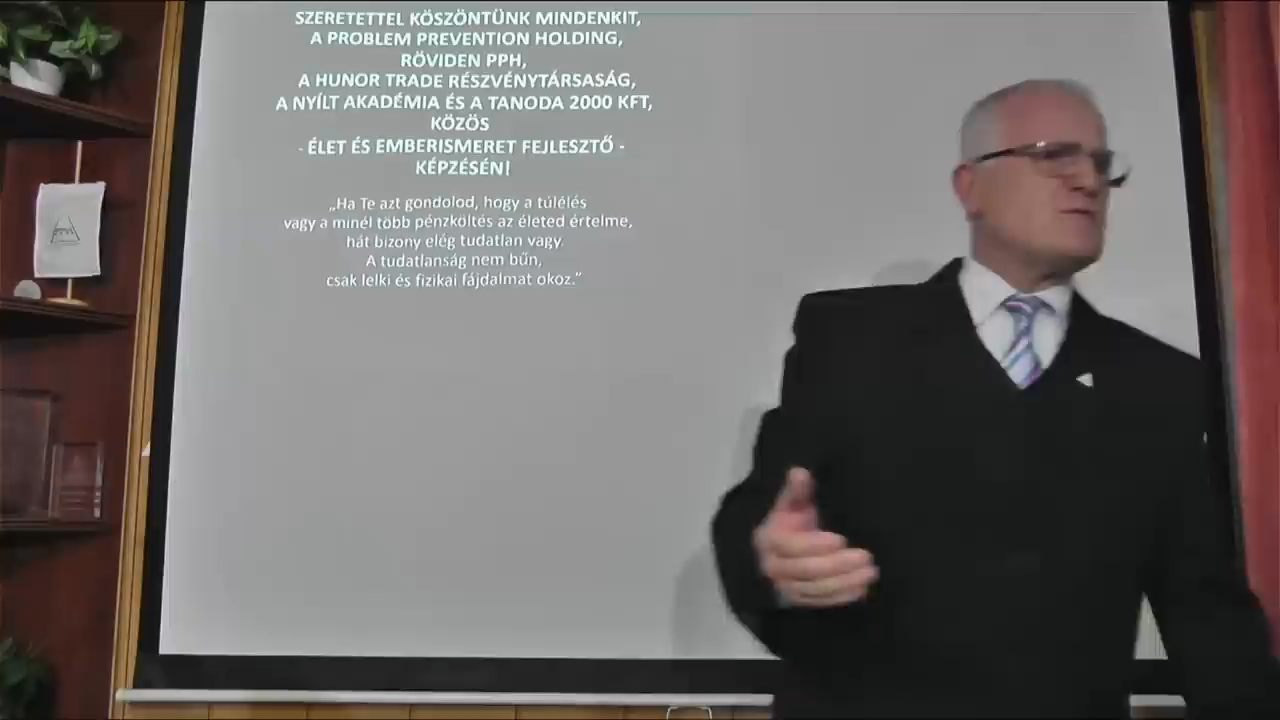 SZERETETTEL KÖSZÖNTÜNK MINDENKIT,
A PROBLEM PREVENTION HOLDING,
RÖVIDEN PPH,
A HUNOR TRADE RÉSZVÉNYTÁRSASÁG,
A NYÍLT AKADÉMIA ÉS A TANODA 2000 KFT,
KÖZÖS
- ÉLET ÉS EMBERISMERET FEJLESZTŐ -
KÉPZÉSÉN!
„Ha Te azt gondolod, hogy a túlélés
vagy a minél több pénzköltés az életed értelme,
hát bizony elég tudatlan vagy.
A tudatlanság nem bűn,
csak lelki és fizikai fájdalmat okoz.”